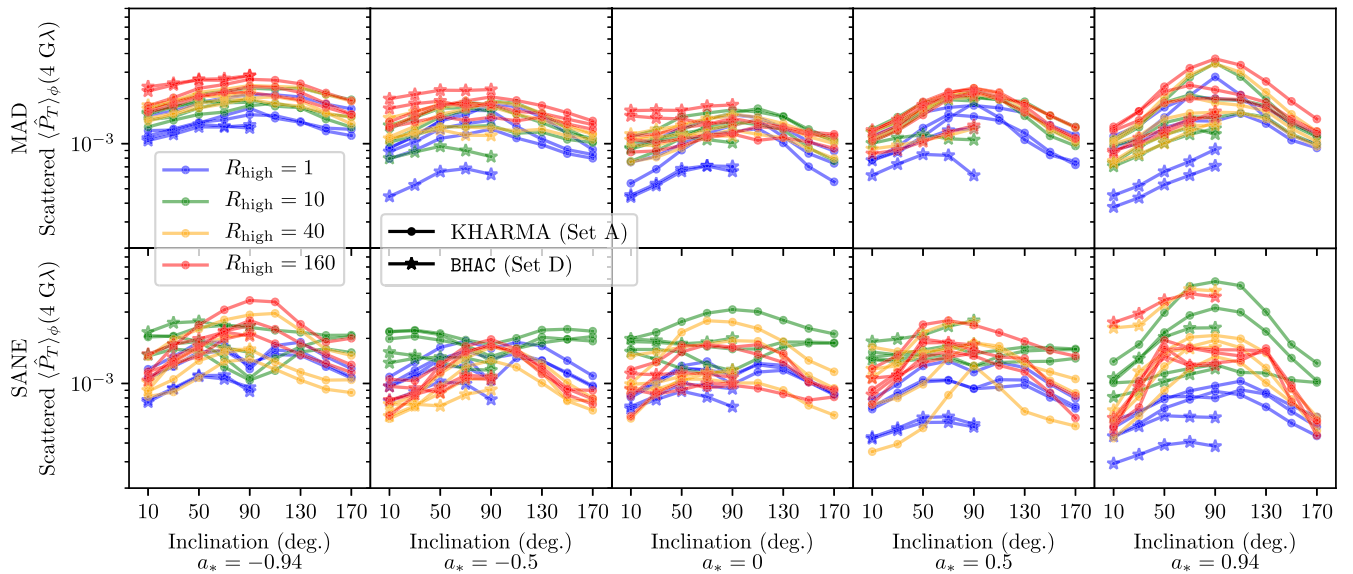 MAD
Scattered ⟨P̂_T⟩_ϕ(4 Gλ)
10⁻³
R_high = 1
R_high = 10
R_high = 40
R_high = 160
KHARMA (Set A)
BHAC (Set D)
SANE
Scattered ⟨P̂_T⟩_ϕ(4 Gλ)
10⁻³
10 50 90 130 170 10 50 90 130 170 10 50 90 130 170 10 50 90 130 170 10 50 90 130 170
Inclination (deg.) Inclination (deg.) Inclination (deg.) Inclination (deg.) Inclination (deg.)
a_* = −0.94 a_* = −0.5 a_* = 0 a_* = 0.5 a_* = 0.94